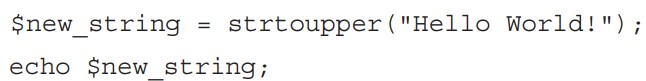 $new_string = strtoupper("Hello World!");
echo $new_string;